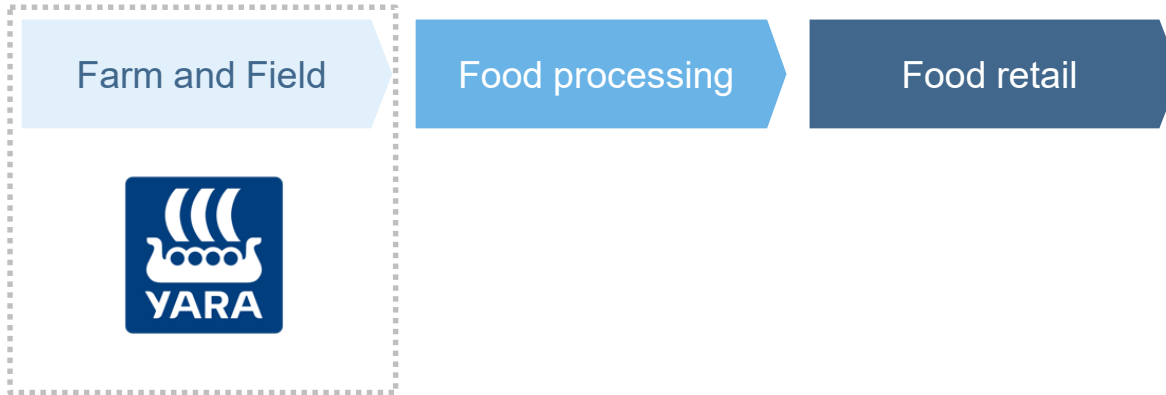 Farm and Field
Food processing
Food retail
YARA